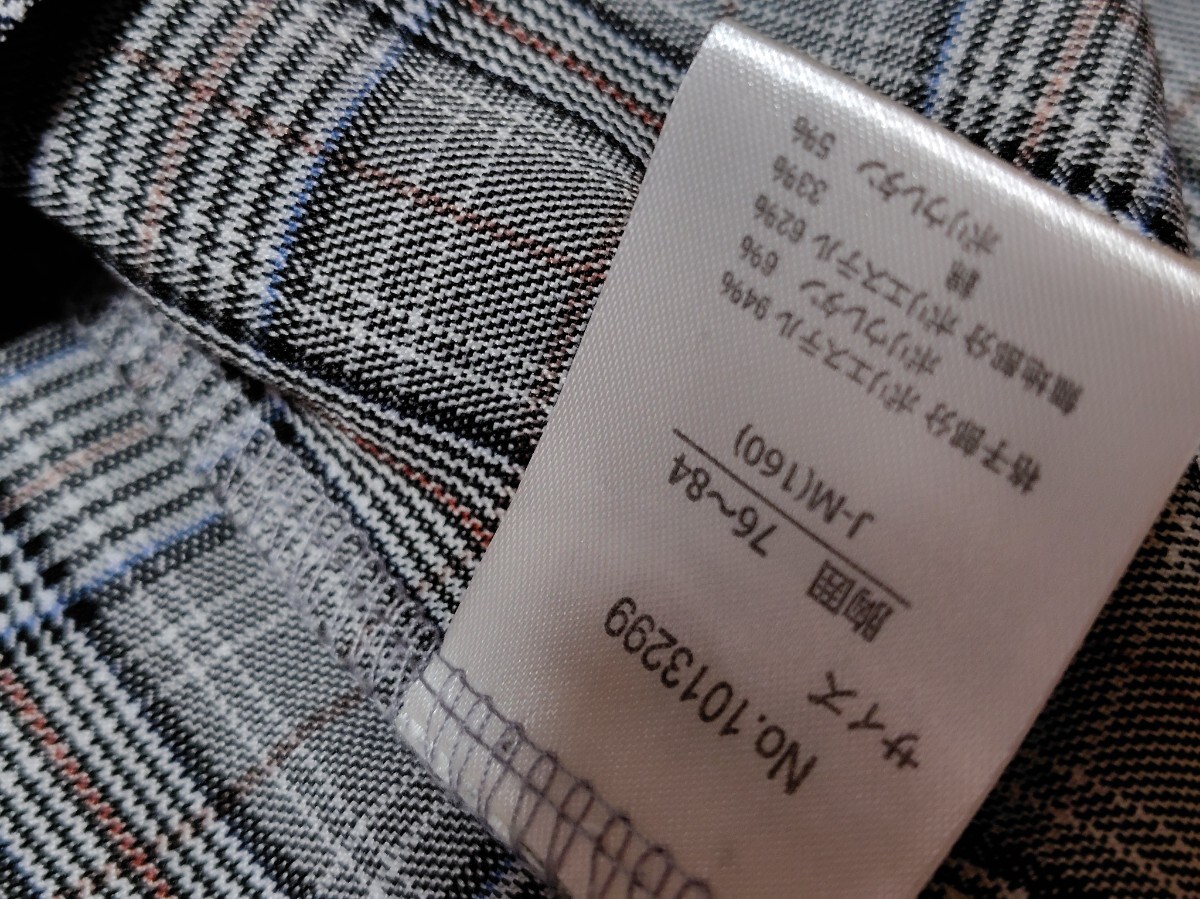 No.1013299
サイズ
胸囲 76〜84
J-M(160)
格子部分 ポリエステル 94%
ポリウレタン 6%
無地部分 ポリエステル 62%
綿 33%
ポリウレタン 5%